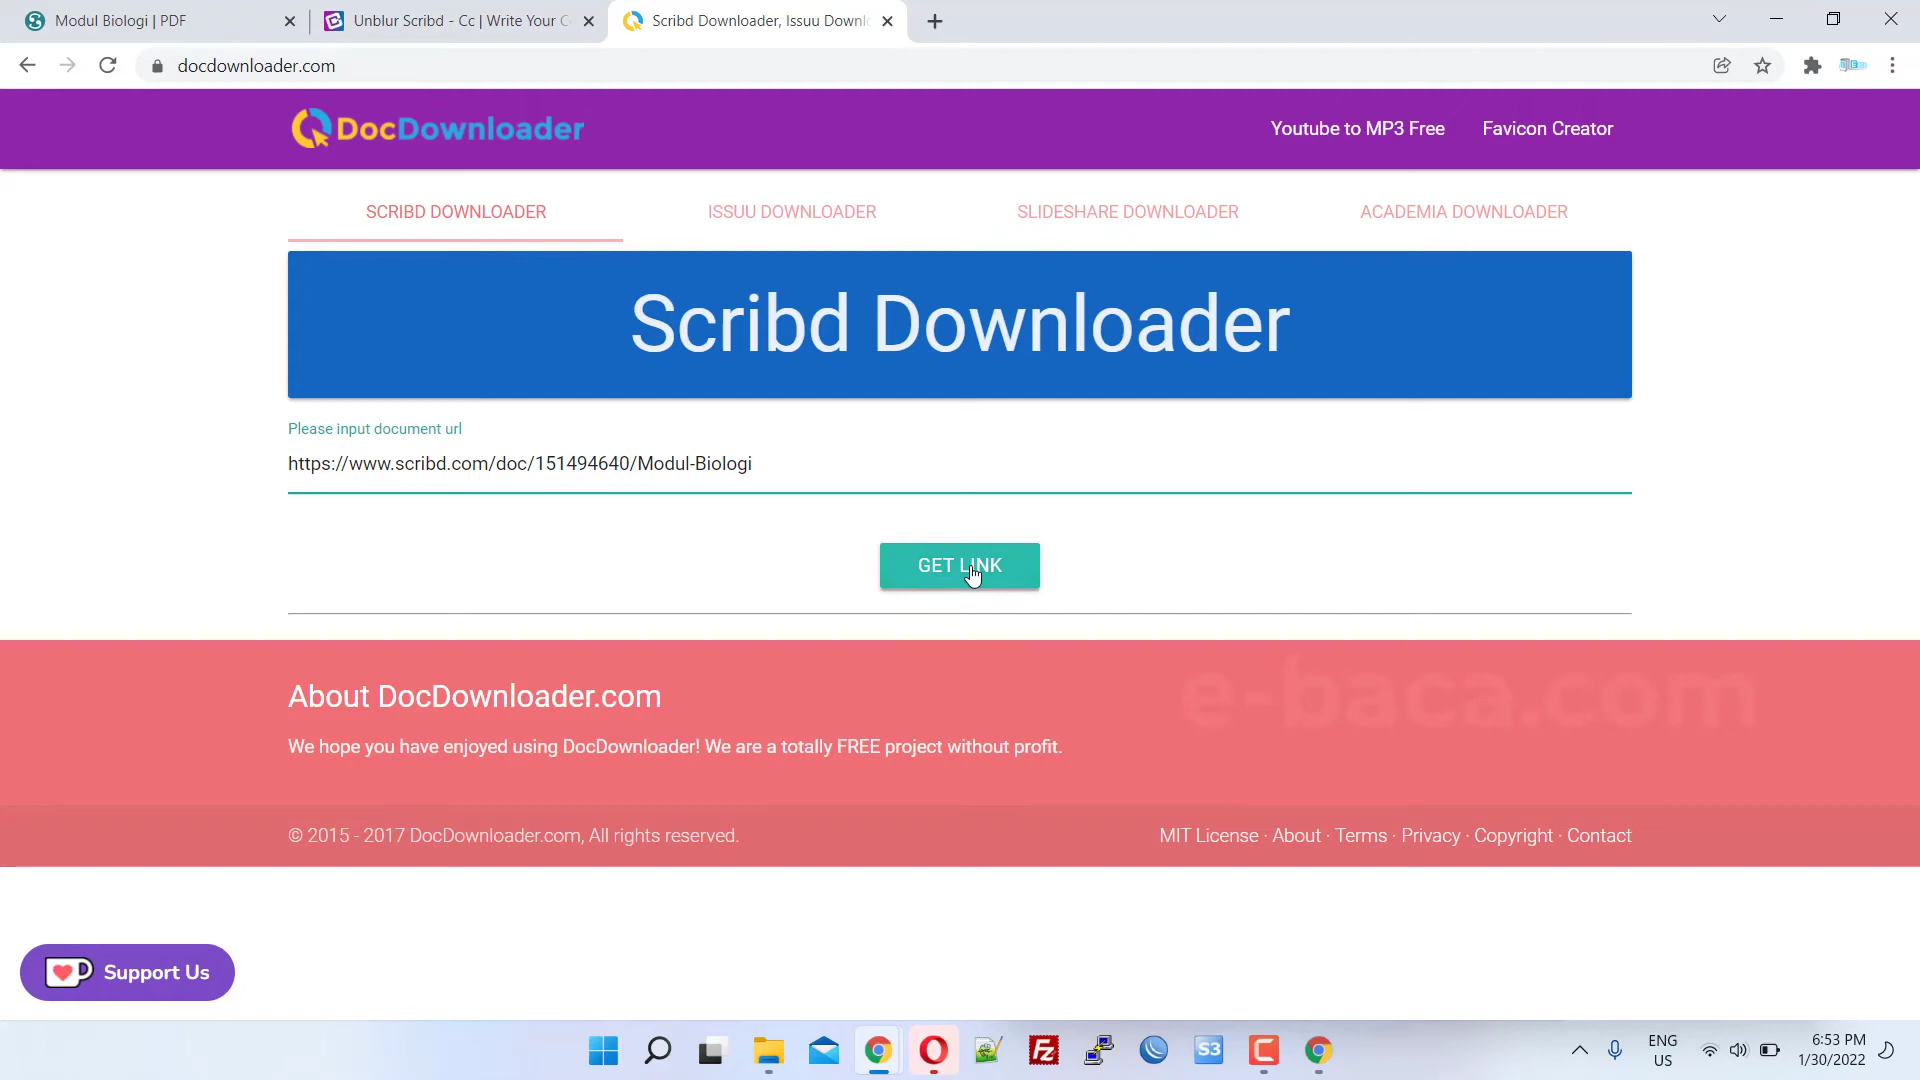 Modul Biologi | PDF
Unblur Scribd - Cc | Write Your C
Scribd Downloader, Issuu Downl
docdownloader.com
DocDownloader
Youtube to MP3 Free
Favicon Creator
SCRIBD DOWNLOADER
ISSUU DOWNLOADER
SLIDESHARE DOWNLOADER
ACADEMIA DOWNLOADER
Scribd Downloader
Please input document url
https://www.scribd.com/doc/151494640/Modul-Biologi
GET LINK
About DocDownloader.com
e-baca.com
We hope you have enjoyed using DocDownloader! We are a totally FREE project without profit.
© 2015 - 2017 DocDownloader.com, All rights reserved.
MIT License · About · Terms · Privacy · Copyright · Contact
Support Us
Fz
S3
ENG
US
6:53 PM
1/30/2022